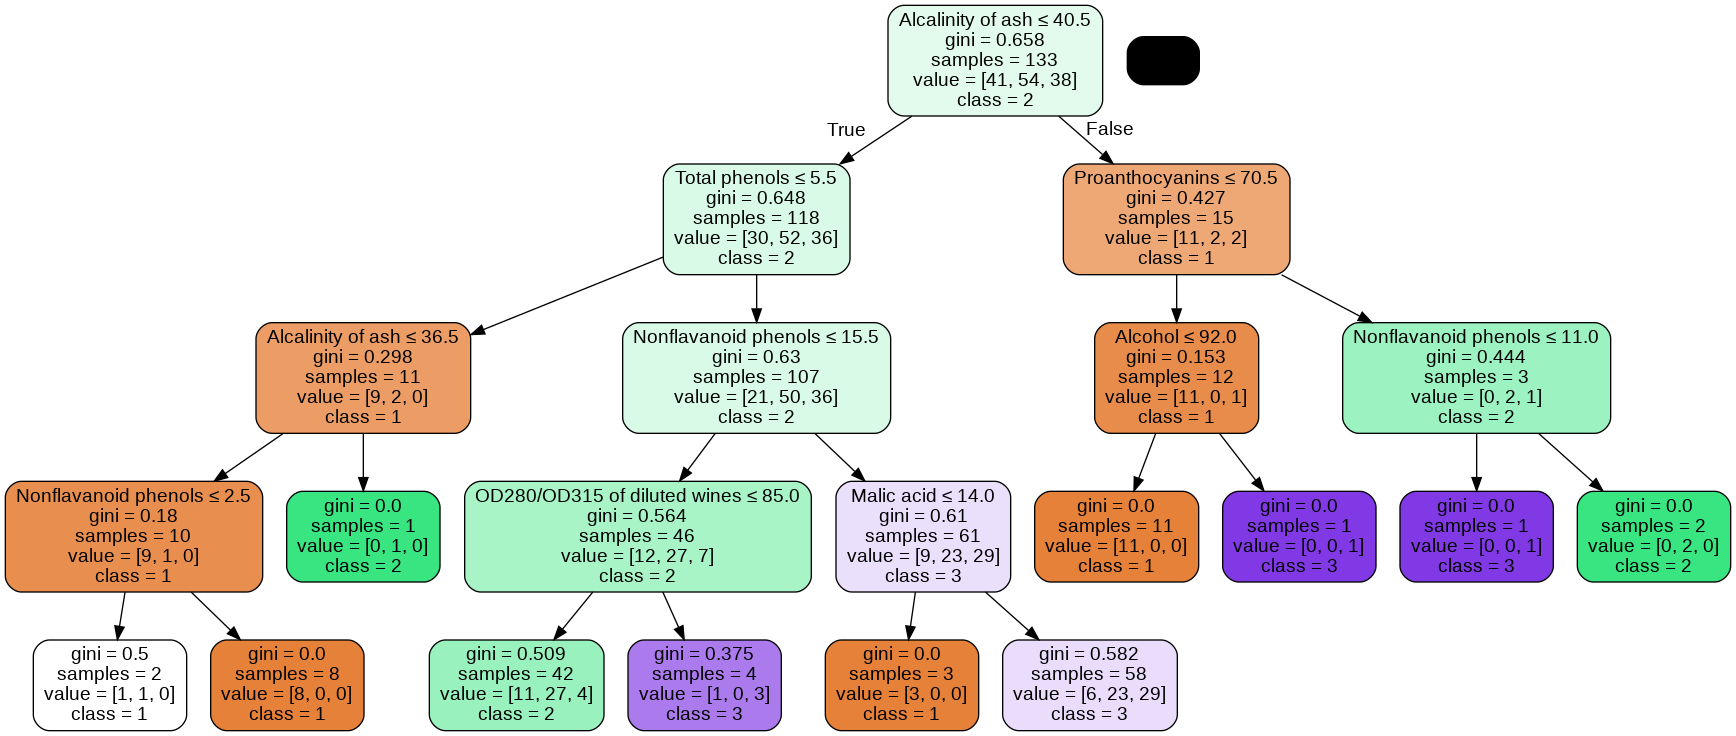 Alcalinity of ash ≤ 40.5
gini = 0.658
samples = 133
value = [41, 54, 38]
class = 2
True
False
Total phenols ≤ 5.5
gini = 0.648
samples = 118
value = [30, 52, 36]
class = 2
Proanthocyanins ≤ 70.5
gini = 0.427
samples = 15
value = [11, 2, 2]
class = 1
Alcalinity of ash ≤ 36.5
gini = 0.298
samples = 11
value = [9, 2, 0]
class = 1
Nonflavanoid phenols ≤ 15.5
gini = 0.63
samples = 107
value = [21, 50, 36]
class = 2
Alcohol ≤ 92.0
gini = 0.153
samples = 12
value = [11, 0, 1]
class = 1
Nonflavanoid phenols ≤ 11.0
gini = 0.444
samples = 3
value = [0, 2, 1]
class = 2
Nonflavanoid phenols ≤ 2.5
gini = 0.18
samples = 10
value = [9, 1, 0]
class = 1
gini = 0.0
samples = 1
value = [0, 1, 0]
class = 2
OD280/OD315 of diluted wines ≤ 85.0
gini = 0.564
samples = 46
value = [12, 27, 7]
class = 2
Malic acid ≤ 14.0
gini = 0.61
samples = 61
value = [9, 23, 29]
class = 3
gini = 0.0
samples = 11
value = [11, 0, 0]
class = 1
gini = 0.0
samples = 1
value = [0, 0, 1]
class = 3
gini = 0.0
samples = 1
value = [0, 0, 1]
class = 3
gini = 0.0
samples = 2
value = [0, 2, 0]
class = 2
gini = 0.5
samples = 2
value = [1, 1, 0]
class = 1
gini = 0.0
samples = 8
value = [8, 0, 0]
class = 1
gini = 0.509
samples = 42
value = [11, 27, 4]
class = 2
gini = 0.375
samples = 4
value = [1, 0, 3]
class = 3
gini = 0.0
samples = 3
value = [3, 0, 0]
class = 1
gini = 0.582
samples = 58
value = [6, 23, 29]
class = 3